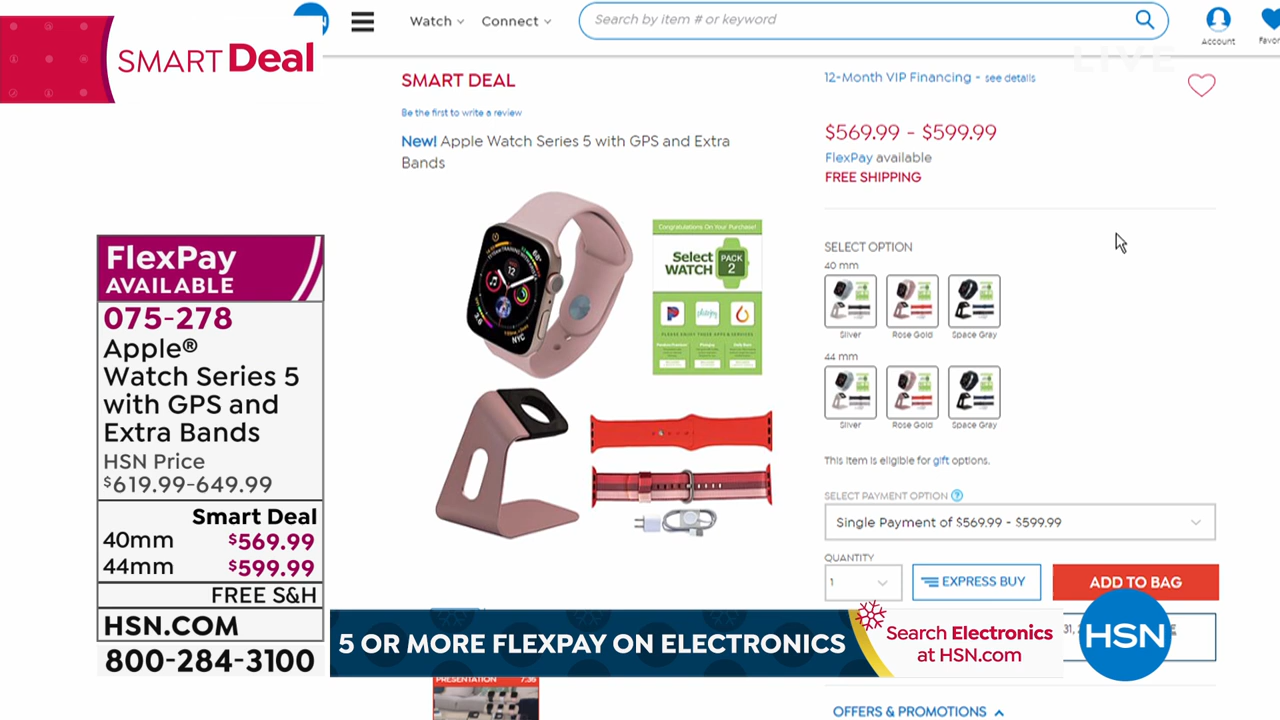 SMART Deal
Watch
Connect
Search by item # or keyword
Account
LIVE
SMART DEAL
Be the first to write a review
New! Apple Watch Series 5 with GPS and Extra
Bands
12-Month VIP Financing - see details
$569.99 - $599.99
FlexPay available
FREE SHIPPING
Congratulations On Your Purchase!
Select
WATCH
PACK
2
NYC
SELECT OPTION
40 mm
Silver
Rose Gold
Space Gray
44 mm
Silver
Rose Gold
Space Gray
This item is eligible for gift options.
SELECT PAYMENT OPTION ?
Single Payment of $569.99 - $599.99
QUANTITY
1
EXPRESS BUY
ADD TO BAG
OFFERS & PROMOTIONS
FlexPay
AVAILABLE
075-278
Apple®
Watch Series 5
with GPS and
Extra Bands
HSN Price
$619.99-649.99
Smart Deal
40mm $569.99
44mm $599.99
FREE S&H
HSN.COM
800-284-3100
5 OR MORE FLEXPAY ON ELECTRONICS
Search Electronics
at HSN.com
HSN
PRESENTATION 7:35